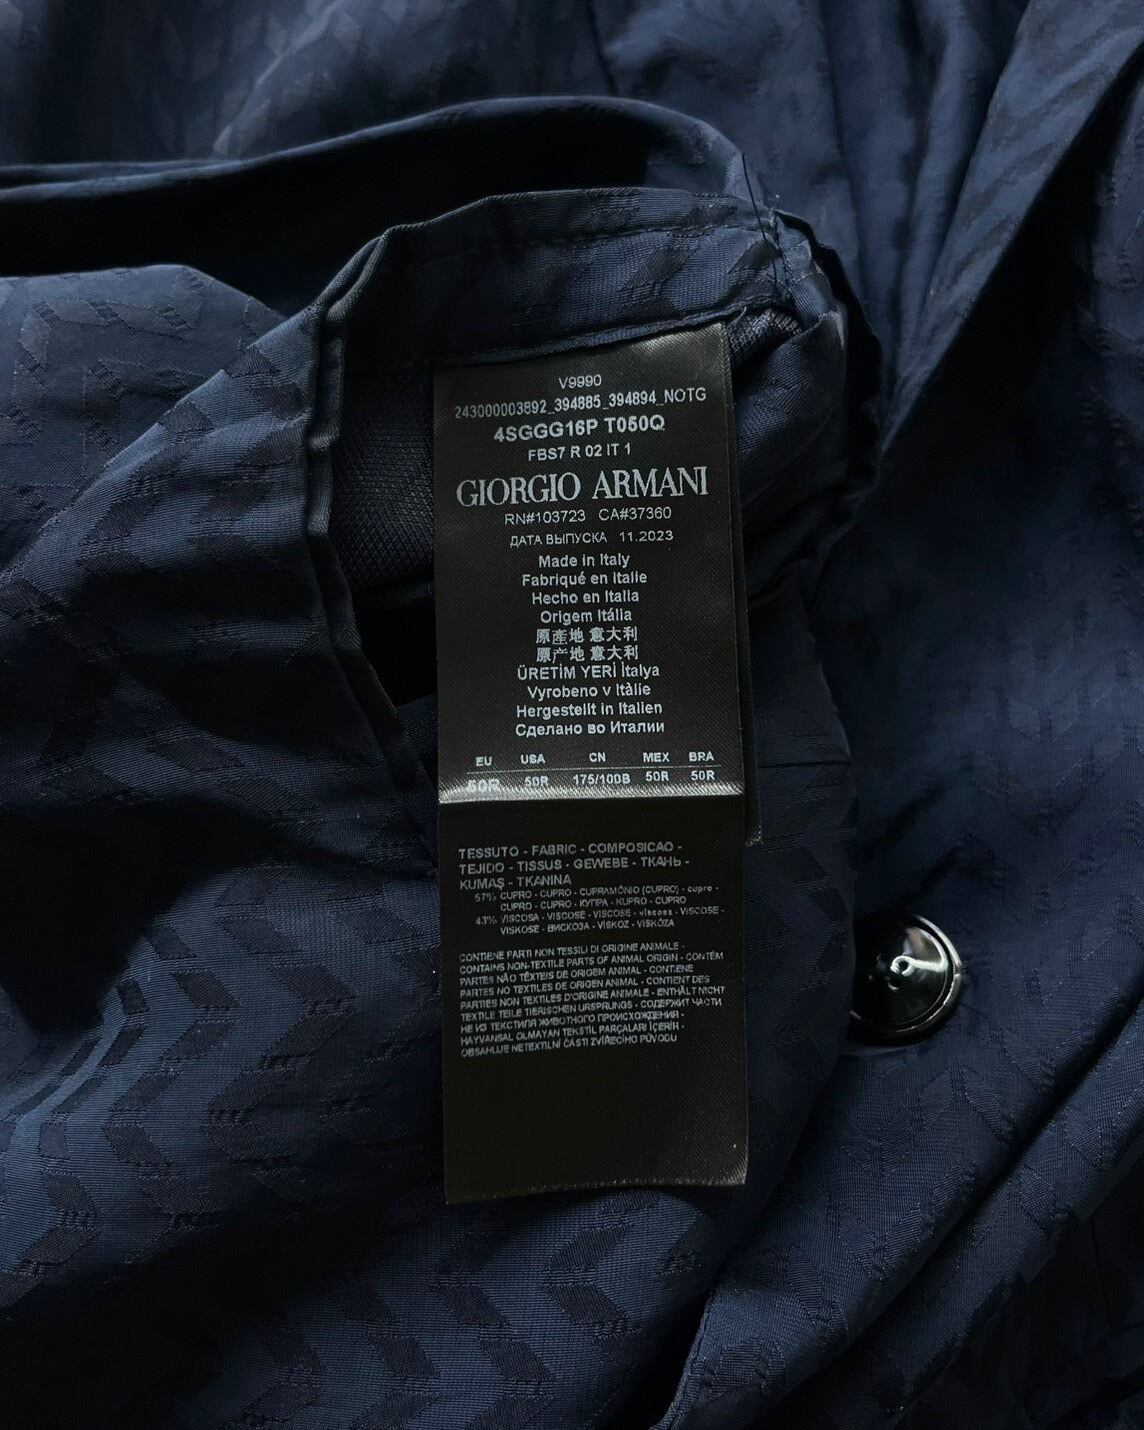 V9990
243000003892_394885_394894_NOTG
4SGGG16P T050Q
FBS7 R 02 IT 1
GIORGIO ARMANI
RN#103723 CA#37360
ДАТА ВЫПУСКА 11.2023
Made in Italy
Fabriqué en Italie
Hecho en Italia
Origem Itália
原産地 意大利
原产地 意大利
ÜRETİM YERİ İtalya
Vyrobeno v Itàlie
Hergestellt in Italien
Сделано во Италии
EU USA CN MEX BRA
50R 50R 175/100B 50R 50R
TESSUTO - FABRIC - COMPOSICAO -
TEJIDO - TISSUS - GEWEBE - ТКАНЬ -
KUMAŞ - TKANINA
57% CUPRO - CUPRO - CUPRAMÔNIO (CUPRO) - cupro -
CUPRO - CUPRO - КУПРА - KUPRO - CUPRO
43% VISCOSA - VISCOSE - VISCOSE - viscosa - VISCOSE -
VISKOSE - ВИСКОЗА - VISKOZ - VISKÓZA
CONTIENE PARTI NON TESSILI DI ORIGINE ANIMALE -
CONTAINS NON-TEXTILE PARTS OF ANIMAL ORIGIN - CONTÉM
PARTES NÃO TÊXTEIS DE ORIGEM ANIMAL - CONTIENE
PARTES NO TEXTILES DE ORIGEN ANIMAL - CONTIENT DES
PARTIES NON TEXTILES D'ORIGINE ANIMALE - ENTHÄLT NICHT
TEXTILE TEILE TIERISCHEN URSPRUNGS - СОДЕРЖИТ ЧАСТИ
НЕ ИЗ ТЕКСТИЛЯ ЖИВОТНОГО ПРОИСХОЖДЕНИЯ -
HAYVANSAL OLMAYAN TEKSTİL PARÇALARI İÇERİR -
OBSAHUJE NETEXTILNÍ ČÁSTI ZVÍŘECÍHO PŮVODU